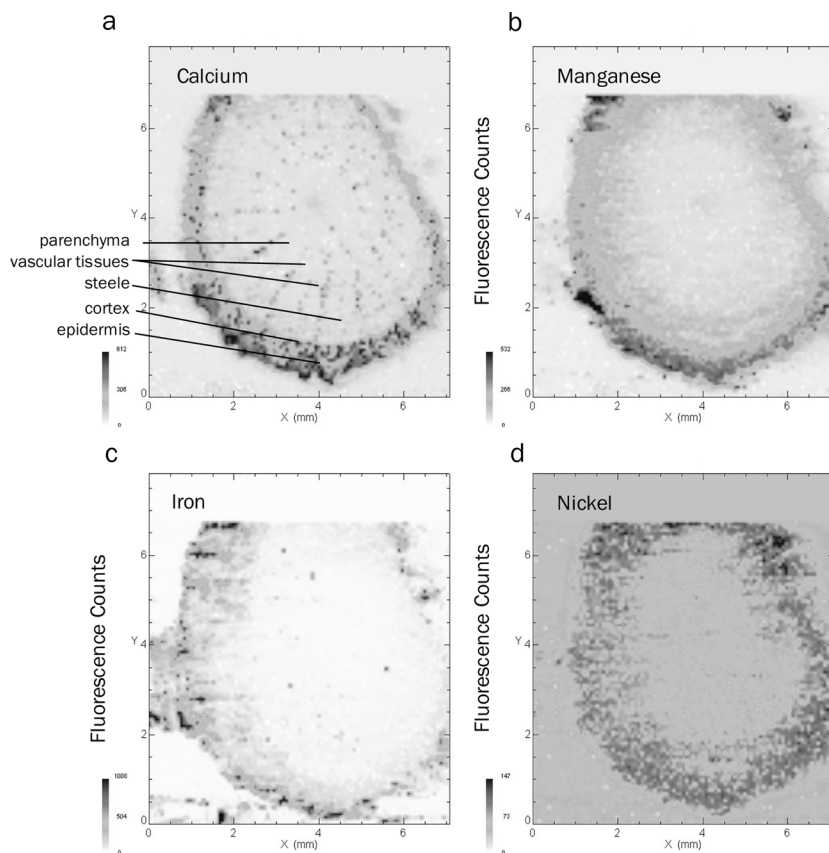 a
Calcium
6
Y
4
2
0
0
2
4
6
X (mm)
parenchyma
vascular tissues
steele
cortex
epidermis
612
306
0
b
Manganese
Fluorescence Counts
6
4
2
0
0
2
4
6
X (mm)
532
266
0
c
Iron
Fluorescence Counts
6
Y
4
2
0
0
2
4
6
X (mm)
1008
504
0
d
Nickel
Fluorescence Counts
6
Y
4
2
0
0
2
4
6
X (mm)
147
73
0